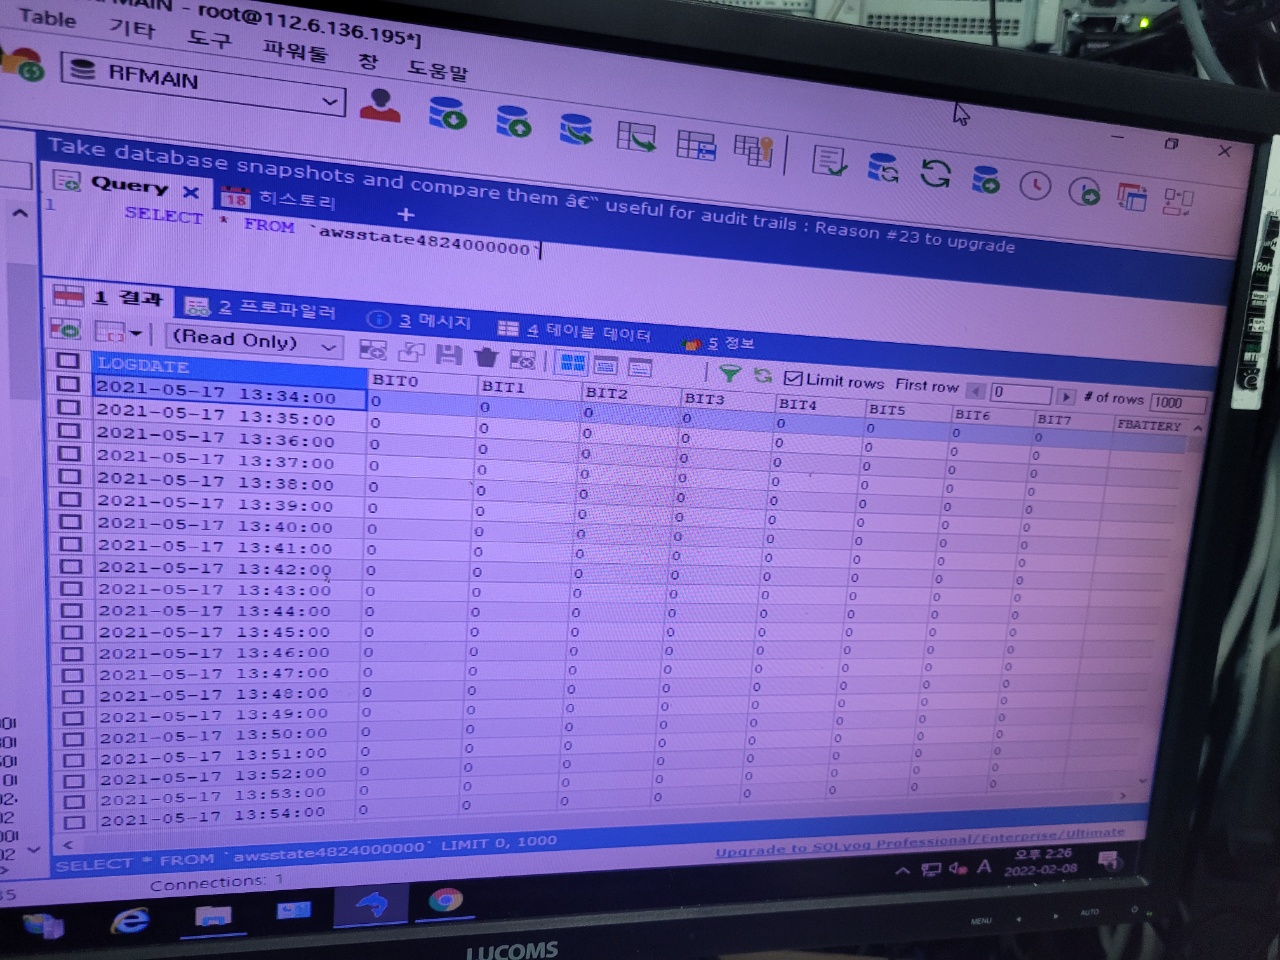 MAIN - root@112.6.136.195*]
Table 기타 도구 파워툴 창 도움말
RFMAIN
Take database snapshots and compare them â€“ useful for audit trails : Reason #23 to upgrade
Query 18 히스토리 +
1 SELECT * FROM `awsstate4824000000`
1 결과 2 프로파일러 3 메시지 4 테이블 데이터 5 정보
(Read Only) Limit rows First row 0 # of rows 1000
LOGDATE BIT0 BIT1 BIT2 BIT3 BIT4 BIT5 BIT6 BIT7 FBATTERY
2021-05-17 13:34:00 0 0 0 0 0 0 0 0
2021-05-17 13:35:00 0 0 0 0 0 0 0 0
2021-05-17 13:36:00 0 0 0 0 0 0 0 0
2021-05-17 13:37:00 0 0 0 0 0 0 0 0
2021-05-17 13:38:00 0 0 0 0 0 0 0 0
2021-05-17 13:39:00 0 0 0 0 0 0 0 0
2021-05-17 13:40:00 0 0 0 0 0 0 0 0
2021-05-17 13:41:00 0 0 0 0 0 0 0 0
2021-05-17 13:42:00 0 0 0 0 0 0 0 0
2021-05-17 13:43:00 0 0 0 0 0 0 0 0
2021-05-17 13:44:00 0 0 0 0 0 0 0 0
2021-05-17 13:45:00 0 0 0 0 0 0 0 0
2021-05-17 13:46:00 0 0 0 0 0 0 0 0
2021-05-17 13:47:00 0 0 0 0 0 0 0 0
2021-05-17 13:48:00 0 0 0 0 0 0 0 0
2021-05-17 13:49:00 0 0 0 0 0 0 0 0
2021-05-17 13:50:00 0 0 0 0 0 0 0 0
2021-05-17 13:51:00 0 0 0 0 0 0 0 0
2021-05-17 13:52:00 0 0 0 0 0 0 0 0
2021-05-17 13:53:00 0 0 0 0 0 0 0 0
2021-05-17 13:54:00 0 0 0 0 0 0 0 0
SELECT * FROM `awsstate4824000000` LIMIT 0, 1000
Upgrade to SQLyog Professional/Enterprise/Ultimate
Connections: 1
A 오후 2:26
2022-02-08
MENU AUTO
LUCOMS